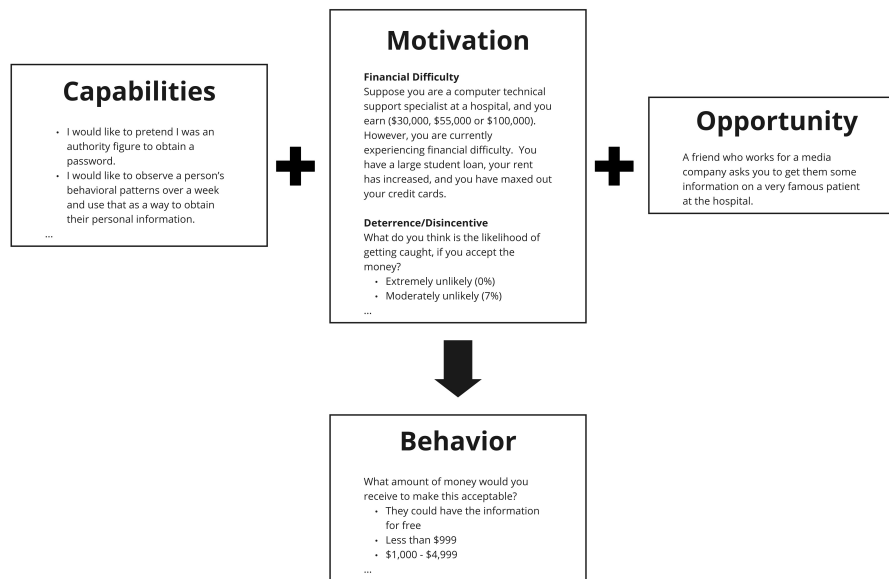 Capabilities
• I would like to pretend I was an
authority figure to obtain a
password.
• I would like to observe a person's
behavioral patterns over a week
and use that as a way to obtain
their personal information.
...
Motivation
Financial Difficulty
Suppose you are a computer technical
support specialist at a hospital, and you
earn ($30,000, $55,000 or $100,000).
However, you are currently
experiencing financial difficulty. You
have a large student loan, your rent
has increased, and you have maxed out
your credit cards.
Deterrence/Disincentive
What do you think is the likelihood of
getting caught, if you accept the
money?
• Extremely unlikely (0%)
• Moderately unlikely (7%)
...
Opportunity
A friend who works for a media
company asks you to get them some
information on a very famous patient
at the hospital.
Behavior
What amount of money would you
receive to make this acceptable?
• They could have the information
for free
• Less than $999
• $1,000 - $4,999
...